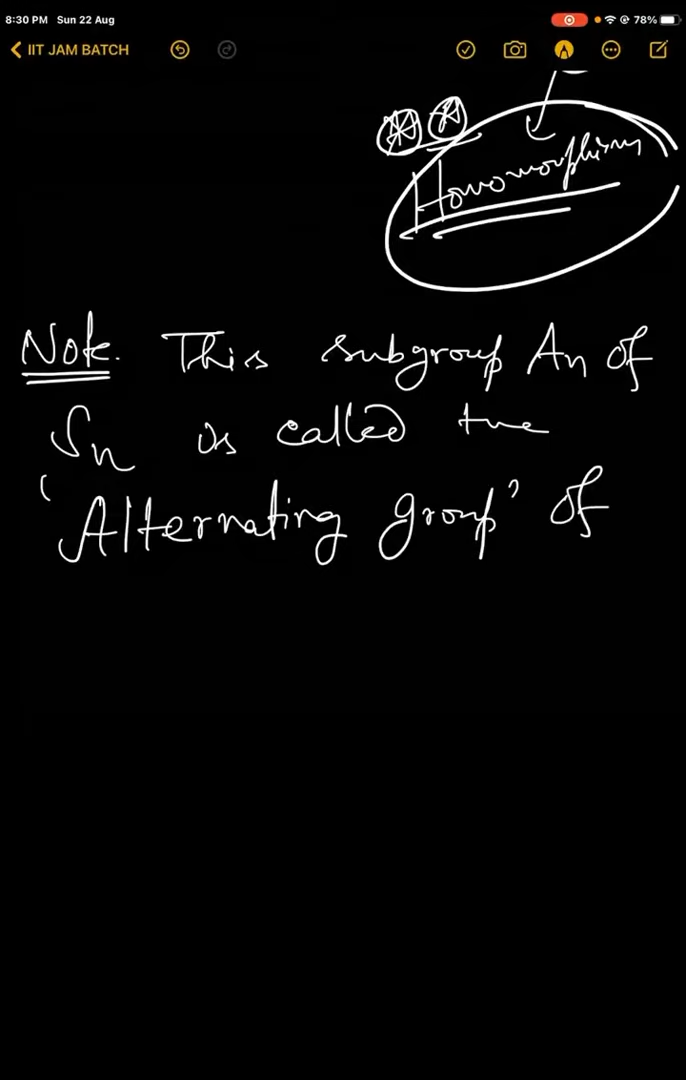 8:30 PM Sun 22 Aug
78%
IIT JAM BATCH
Homomorphism
Note. This subgroup An of
Sn is called the
'Alternating group' of